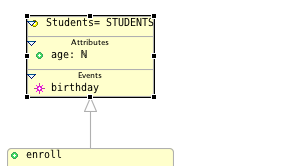 Students= STUDENTS
Attributes
age: ℕ
Events
birthday
enroll